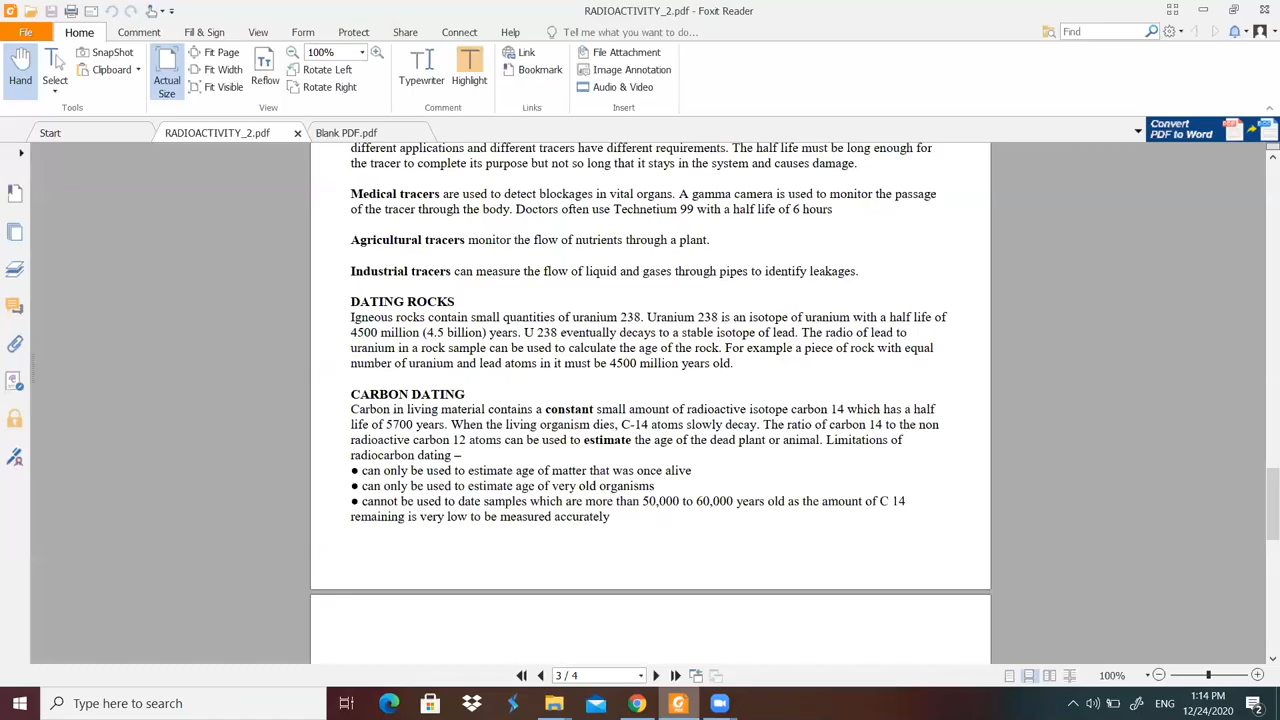 RADIOACTIVITY_2.pdf - Foxit Reader
File Home Comment Fill & Sign View Form Protect Share Connect Help Tell me what you want to do... Find
Hand
Select
SnapShot
Clipboard
Tools
Actual Size
Fit Page
Fit Width
Fit Visible
Reflow
100%
Rotate Left
Rotate Right
View
Typewriter
Highlight
Comment
Link
Bookmark
Links
File Attachment
Image Annotation
Audio & Video
Insert
Start RADIOACTIVITY_2.pdf Blank PDF.pdf
Convert
PDF to Word
different applications and different tracers have different requirements. The half life must be long enough for
the tracer to complete its purpose but not so long that it stays in the system and causes damage.
Medical tracers are used to detect blockages in vital organs. A gamma camera is used to monitor the passage
of the tracer through the body. Doctors often use Technetium 99 with a half life of 6 hours
Agricultural tracers monitor the flow of nutrients through a plant.
Industrial tracers can measure the flow of liquid and gases through pipes to identify leakages.
DATING ROCKS
Igneous rocks contain small quantities of uranium 238. Uranium 238 is an isotope of uranium with a half life of
4500 million (4.5 billion) years. U 238 eventually decays to a stable isotope of lead. The radio of lead to
uranium in a rock sample can be used to calculate the age of the rock. For example a piece of rock with equal
number of uranium and lead atoms in it must be 4500 million years old.
CARBON DATING
Carbon in living material contains a constant small amount of radioactive isotope carbon 14 which has a half
life of 5700 years. When the living organism dies, C-14 atoms slowly decay. The ratio of carbon 14 to the non
radioactive carbon 12 atoms can be used to estimate the age of the dead plant or animal. Limitations of
radiocarbon dating –
● can only be used to estimate age of matter that was once alive
● can only be used to estimate age of very old organisms
● cannot be used to date samples which are more than 50,000 to 60,000 years old as the amount of C 14
remaining is very low to be measured accurately
3 / 4
100%
Type here to search
ENG
1:14 PM
12/24/2020
2